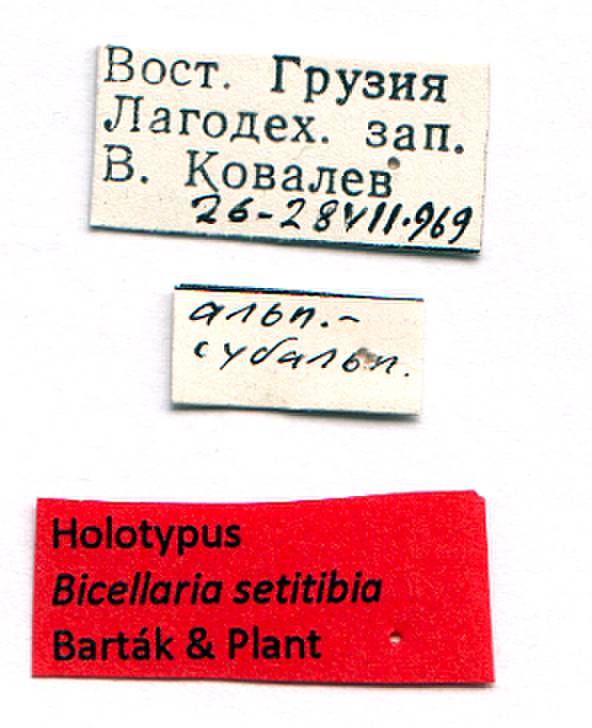 Вост. Грузия
Лагодех. зап.
В. Ковалев
26-28VII.969
альп.-
субальп.
Holotypus
Bicellaria setitibia
Barták & Plant